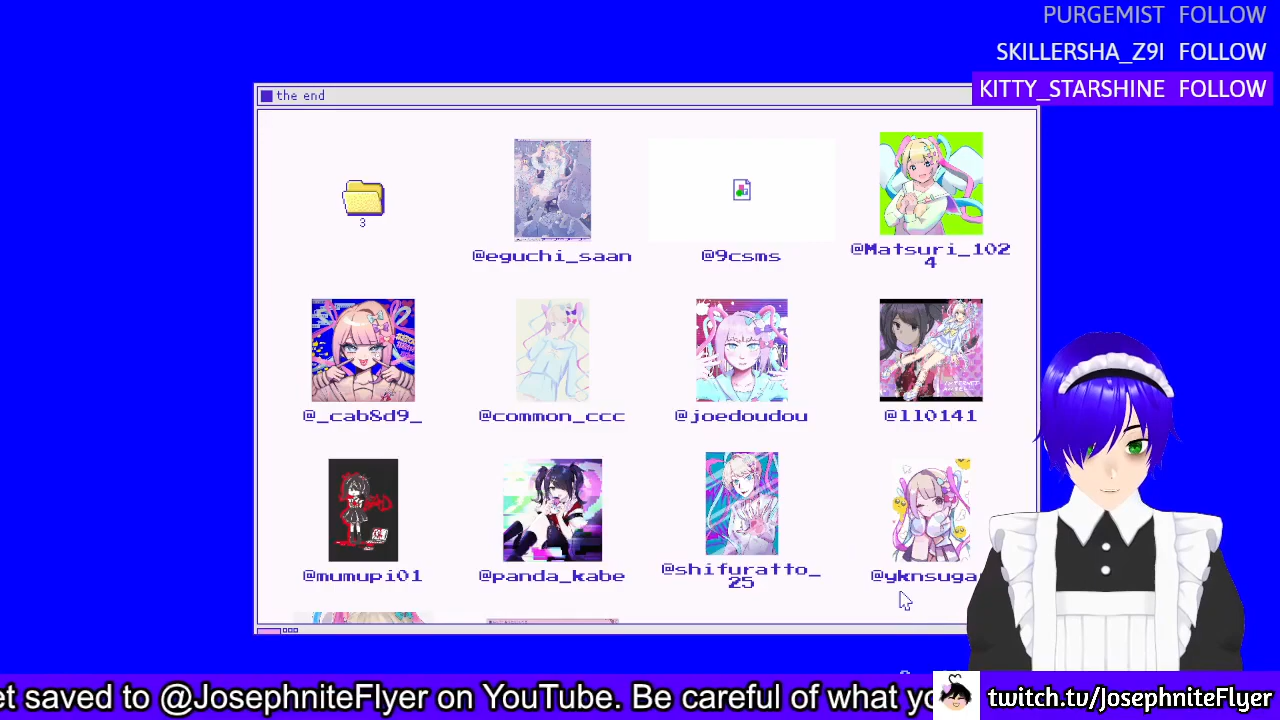 PURGEMIST FOLLOW
SKILLERSHA_Z9I FOLLOW
KITTY_STARSHINE FOLLOW
the end
3
@eguchi_saan
@9csms
@Matsuri_102
4
@_cab8d9_
@common_ccc
@joedoudou
@ll0141
@mumupi01
@panda_kabe
@shifuratto_
25
@yknsuga
et saved to @JosephniteFlyer on YouTube. Be careful of what yo
twitch.tv/JosephniteFlyer